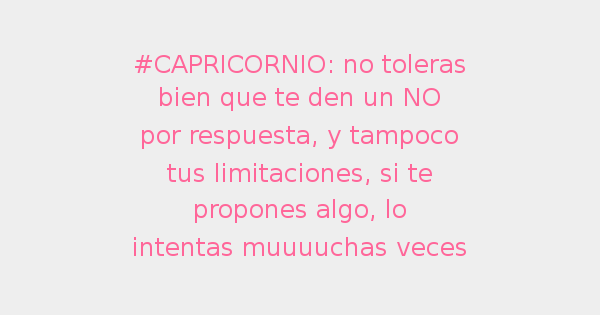 #CAPRICORNIO: no toleras
bien que te den un NO
por respuesta, y tampoco
tus limitaciones, si te
propones algo, lo
intentas muuuuchas veces